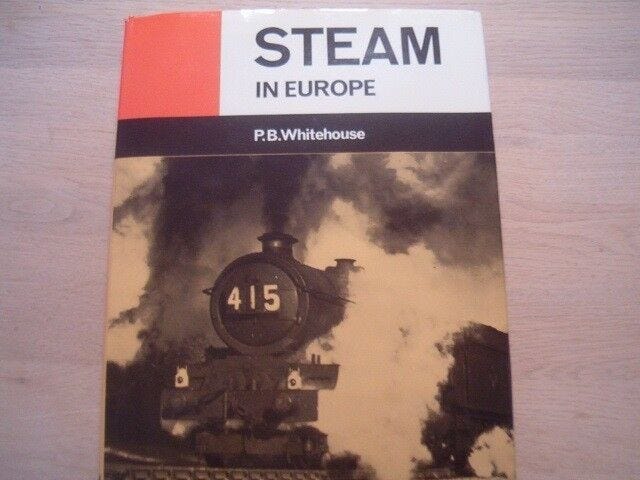 STEAM
IN EUROPE
P.B.Whitehouse
415